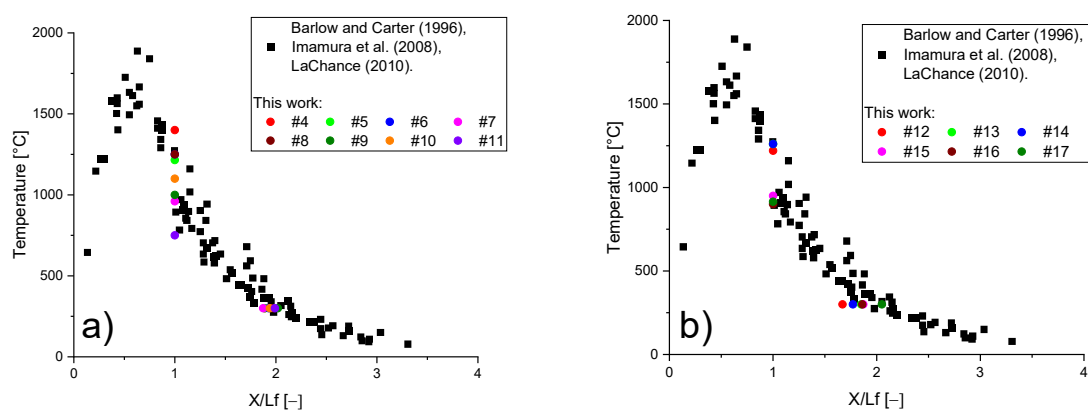 2000
1500
1000
500
0
Temperature [°C]
Barlow and Carter (1996),
Imamura et al. (2008),
LaChance (2010).
This work:
#4 #5 #6 #7
#8 #9 #10 #11
a)
0 1 2 3 4
X/Lf [−]
2000
1500
1000
500
0
Temperature [°C]
Barlow and Carter (1996),
Imamura et al. (2008),
LaChance (2010).
This work:
#12 #13 #14
#15 #16 #17
b)
0 1 2 3 4
X/Lf [−]